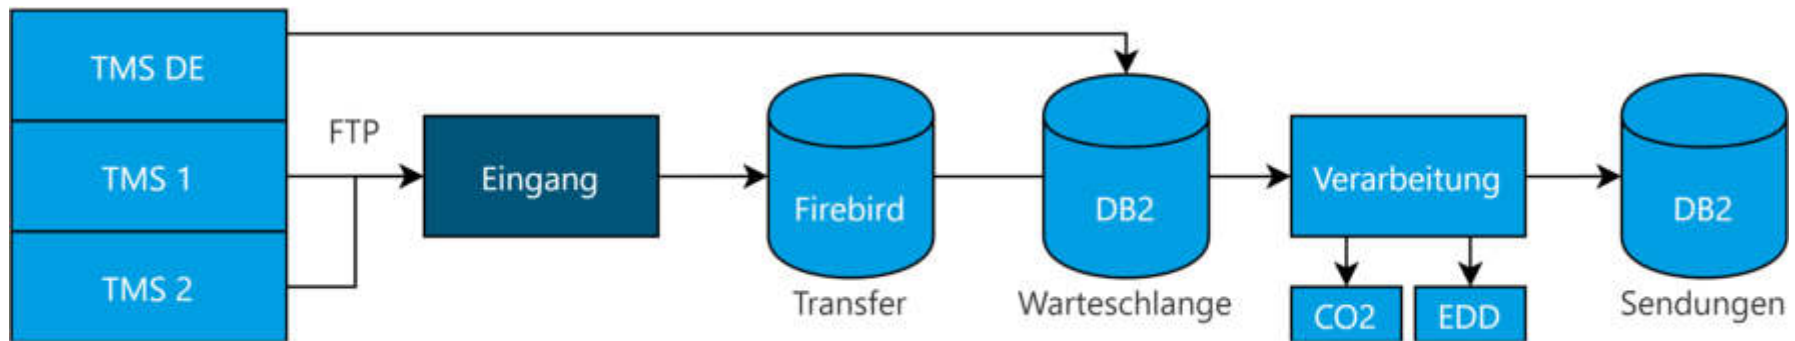 TMS DE
FTP
TMS 1
Eingang
Verarbeitung
Firebird
DB2
DB2
TMS 2
Transfer
Warteschlange
CO2
EDD
Sendungen